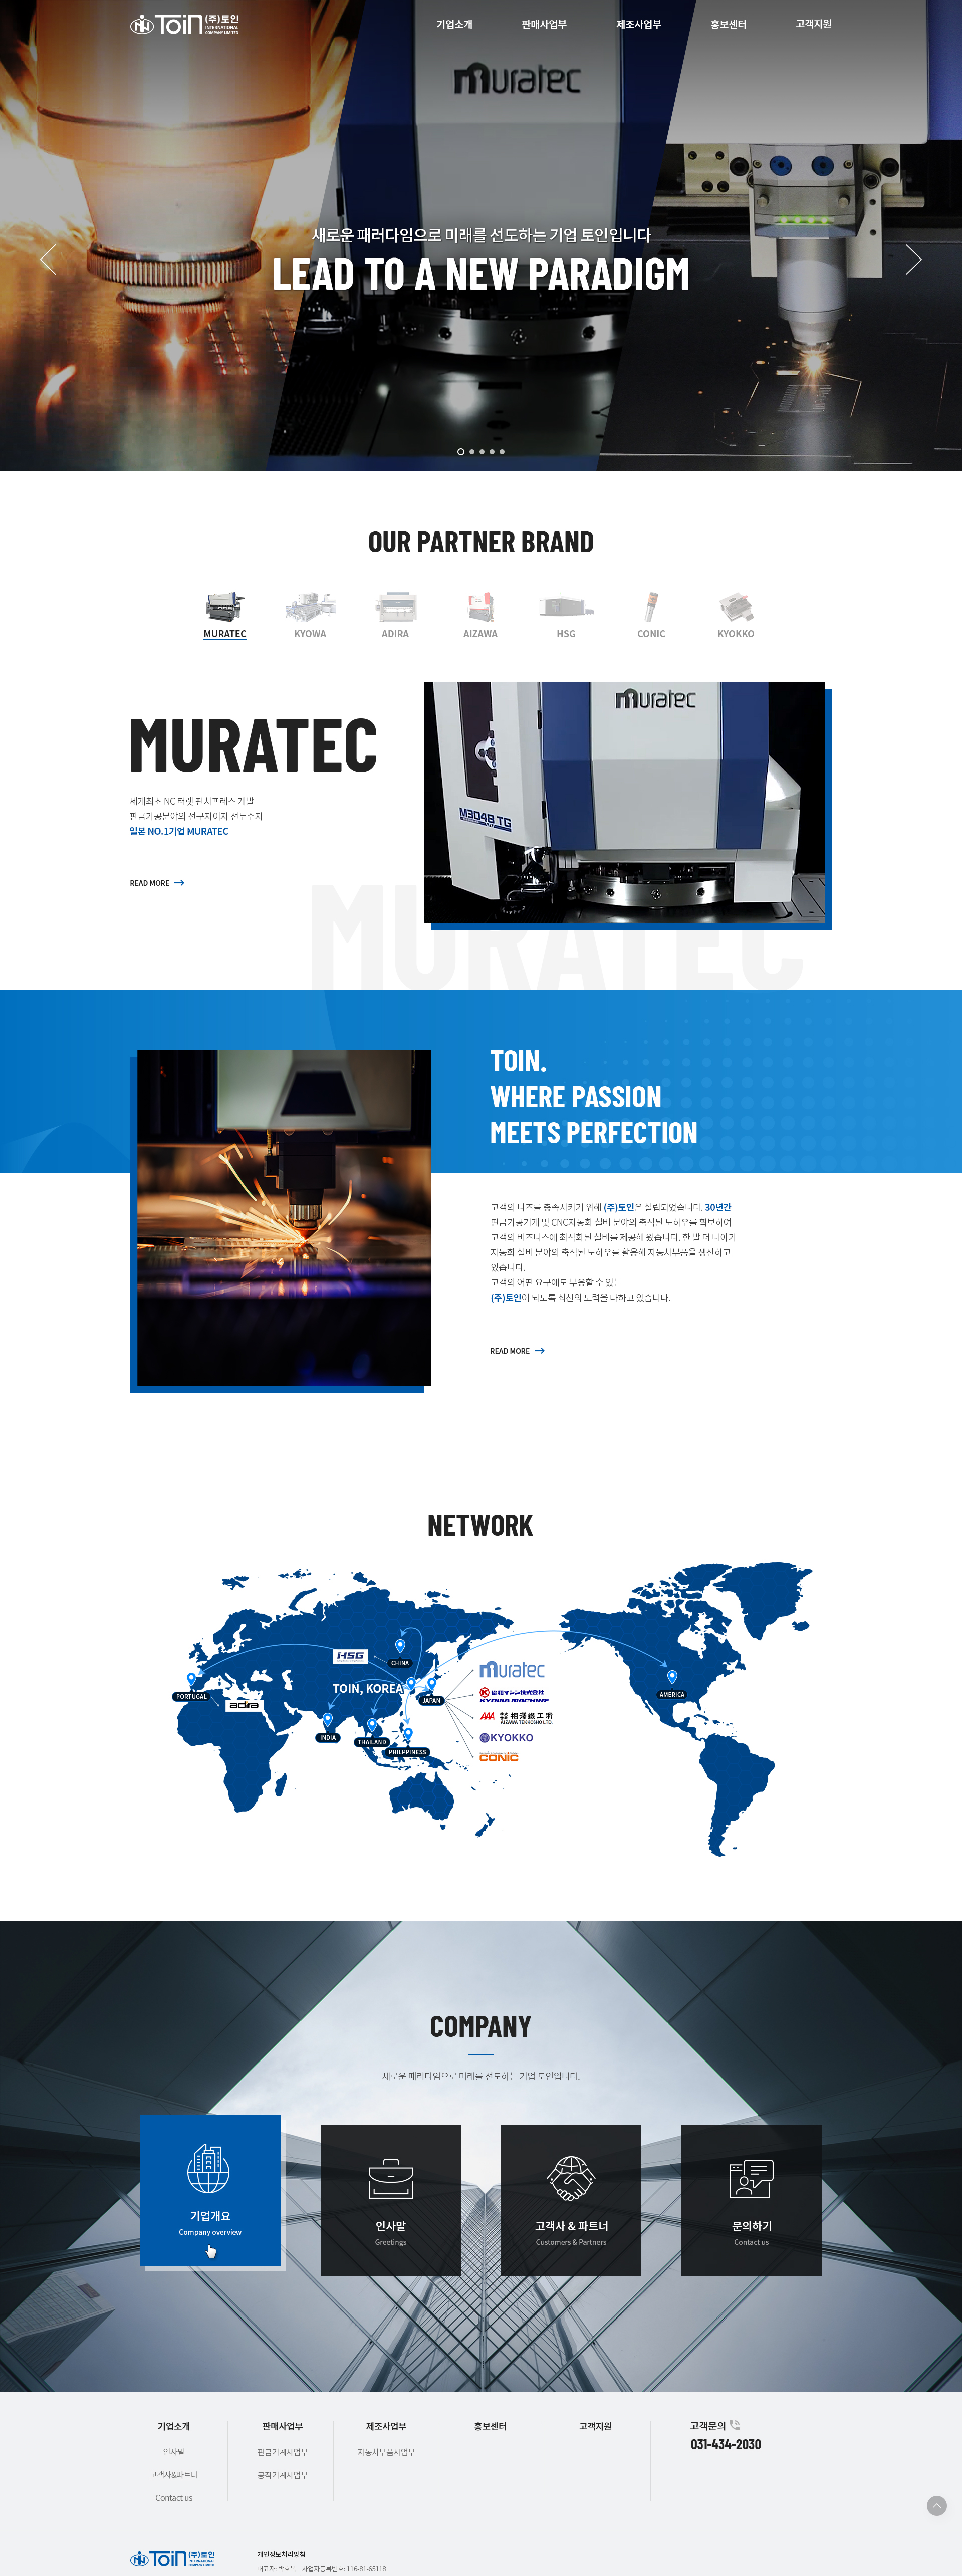 TOIN (주)토인
INTERNATIONAL
COMPANY LIMITED
기업소개 판매사업부 제조사업부 홍보센터 고객지원
muratec
새로운 패러다임으로 미래를 선도하는 기업 토인입니다
LEAD TO A NEW PARADIGM
OUR PARTNER BRAND
MURATEC KYOWA ADIRA AIZAWA HSG CONIC KYOKKO
muratec
M3048 TG
MURATEC
세계최초 NC 터렛 펀치프레스 개발
판금가공분야의 선구자이자 선두주자
일본 NO.1기업 MURATEC
READ MORE
MURATEC
TOIN.
WHERE PASSION
MEETS PERFECTION
고객의 니즈를 충족시키기 위해 (주)토인은 설립되었습니다. 30년간
판금가공기계 및 CNC자동화 설비 분야의 축적된 노하우를 확보하여
고객의 비즈니스에 최적화된 설비를 제공해 왔습니다. 한 발 더 나아가
자동화 설비 분야의 축적된 노하우를 활용해 자동차부품을 생산하고
있습니다.
고객의 어떤 요구에도 부응할 수 있는
(주)토인이 되도록 최선의 노력을 다하고 있습니다.
READ MORE
NETWORK
HSG
CHINA
muratec
TOIN, KOREA
PORTUGAL
adira
JAPAN
AMERICA
協和マシン株式会社
KYOWA MACHINE
株式会社 相澤鐵工所
AIZAWA TEKKOSHO LTD.
INDIA
THAILAND
PHILPPINESS
KYOKKO
CONIC
COMPANY
새로운 패러다임으로 미래를 선도하는 기업 토인입니다.
기업개요
Company overview
인사말
Greetings
고객사 & 파트너
Customers & Partners
문의하기
Contact us
기업소개 판매사업부 제조사업부 홍보센터 고객지원 고객문의
031-434-2030
인사말 판금기계사업부 자동차부품사업부
고객사&파트너 공작기계사업부
Contact us
TOIN (주)토인
INTERNATIONAL
COMPANY LIMITED
개인정보처리방침
대표자: 박호복 사업자등록번호: 116-81-65118